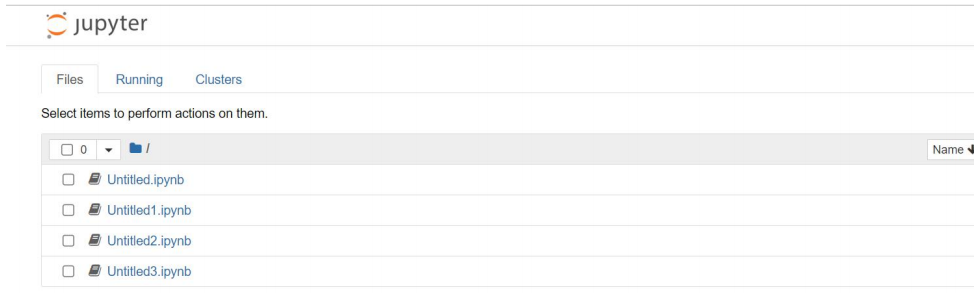 jupyter
Files Running Clusters
Select items to perform actions on them.
0 / Name
Untitled.ipynb
Untitled1.ipynb
Untitled2.ipynb
Untitled3.ipynb